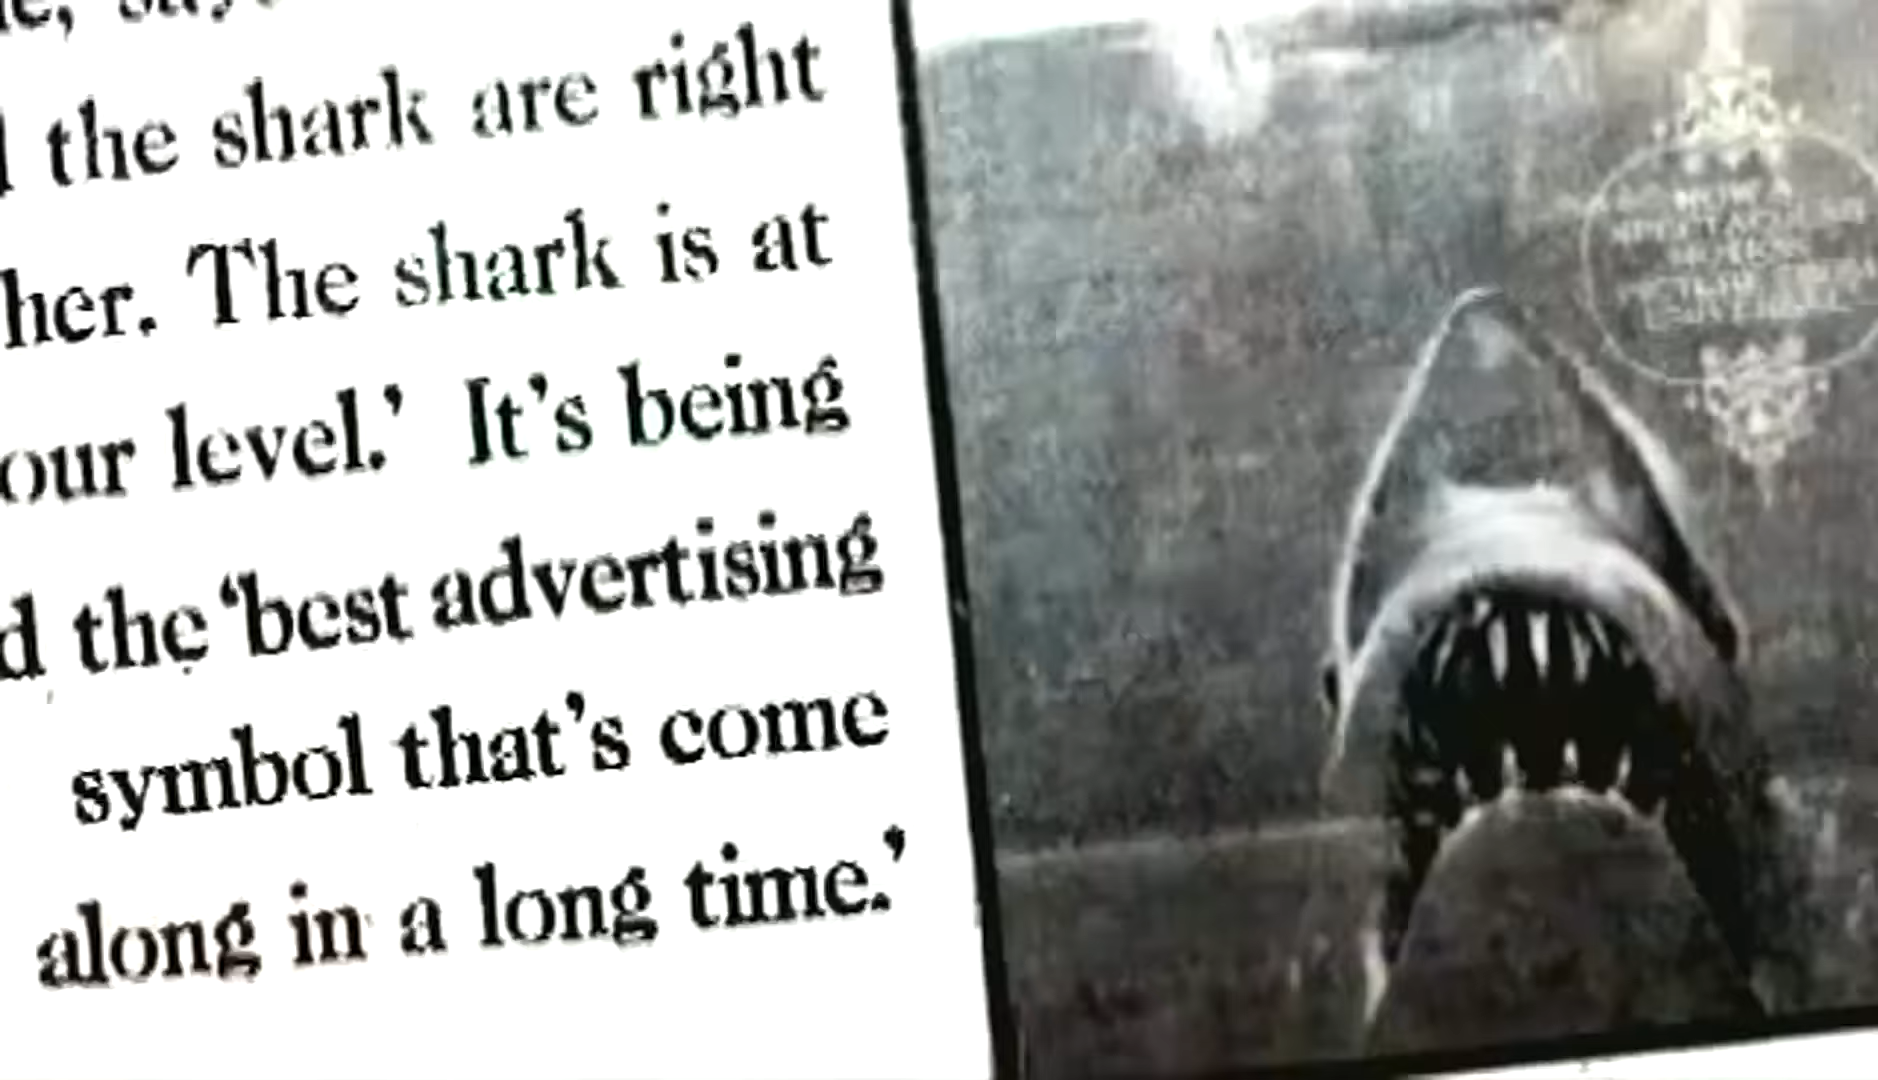 the shark are right
her. The shark is at
our level.' It's being
d the 'best advertising
symbol that's come
along in a long time.'